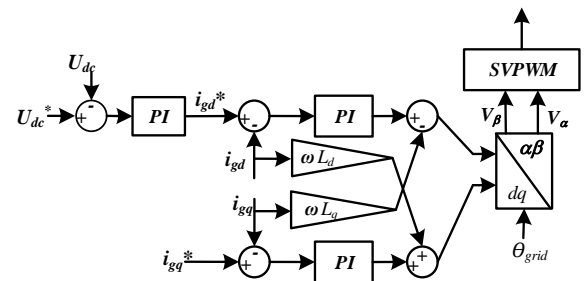 U_dc
U_dc*
-
+
PI
i_gd*
+
-
PI
+
-
SVPWM
V_β
V_α
i_gd
ωL_d
αβ
dq
i_gq
ωL_q
θ_grid
i_gq*
+
-
PI
+
+